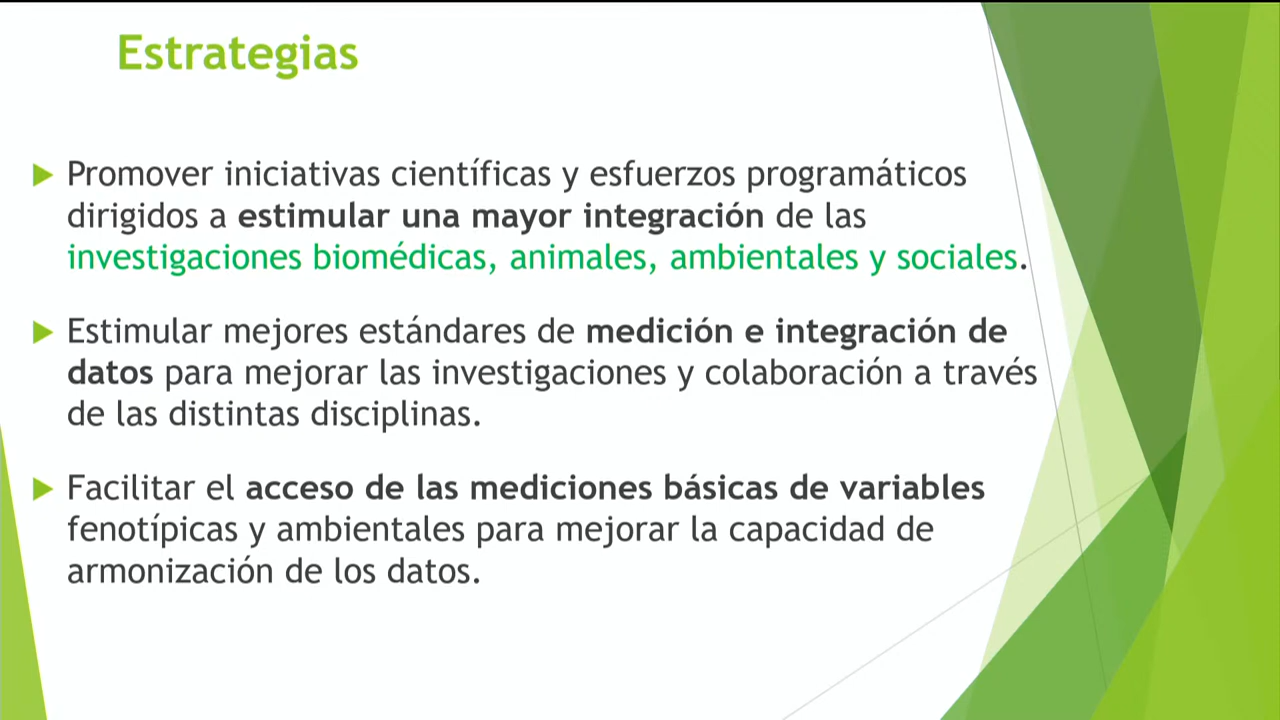 Estrategias
Promover iniciativas científicas y esfuerzos programáticos
dirigidos a estimular una mayor integración de las
investigaciones biomédicas, animales, ambientales y sociales.
Estimular mejores estándares de medición e integración de
datos para mejorar las investigaciones y colaboración a través
de las distintas disciplinas.
Facilitar el acceso de las mediciones básicas de variables
fenotípicas y ambientales para mejorar la capacidad de
armonización de los datos.